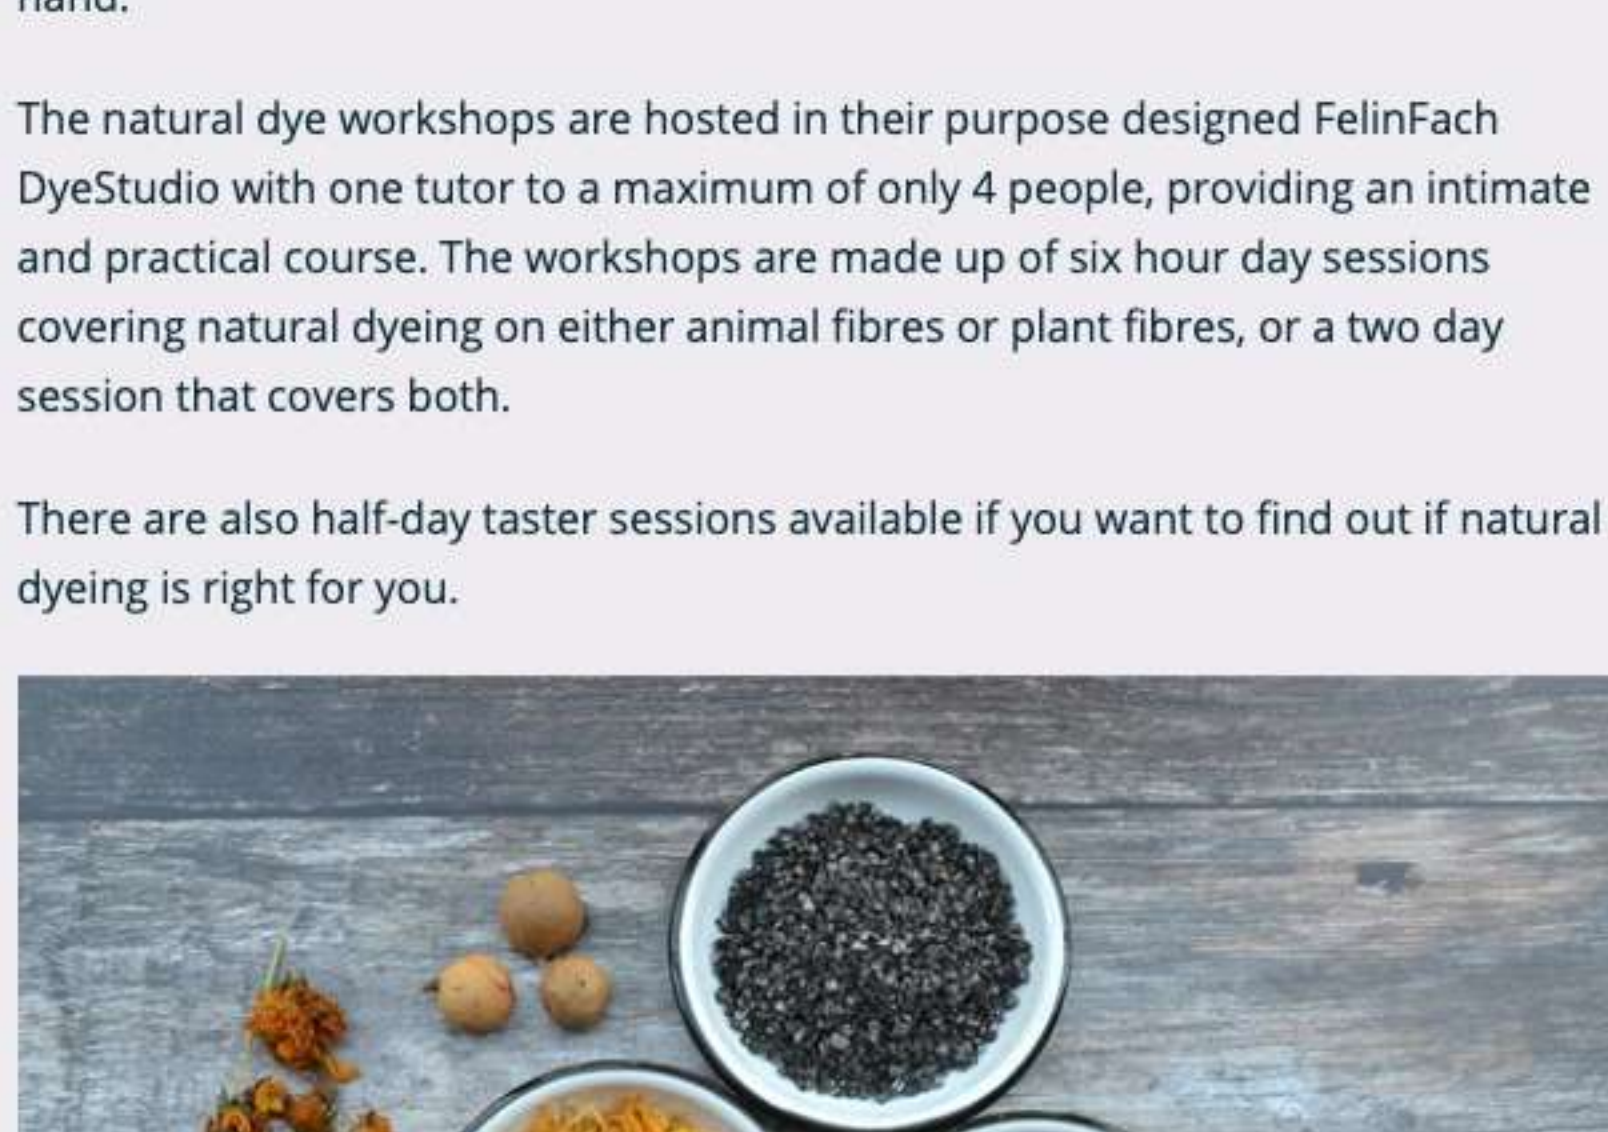 hand.
The natural dye workshops are hosted in their purpose designed FelinFach
DyeStudio with one tutor to a maximum of only 4 people, providing an intimate
and practical course. The workshops are made up of six hour day sessions
covering natural dyeing on either animal fibres or plant fibres, or a two day
session that covers both.
There are also half-day taster sessions available if you want to find out if natural
dyeing is right for you.